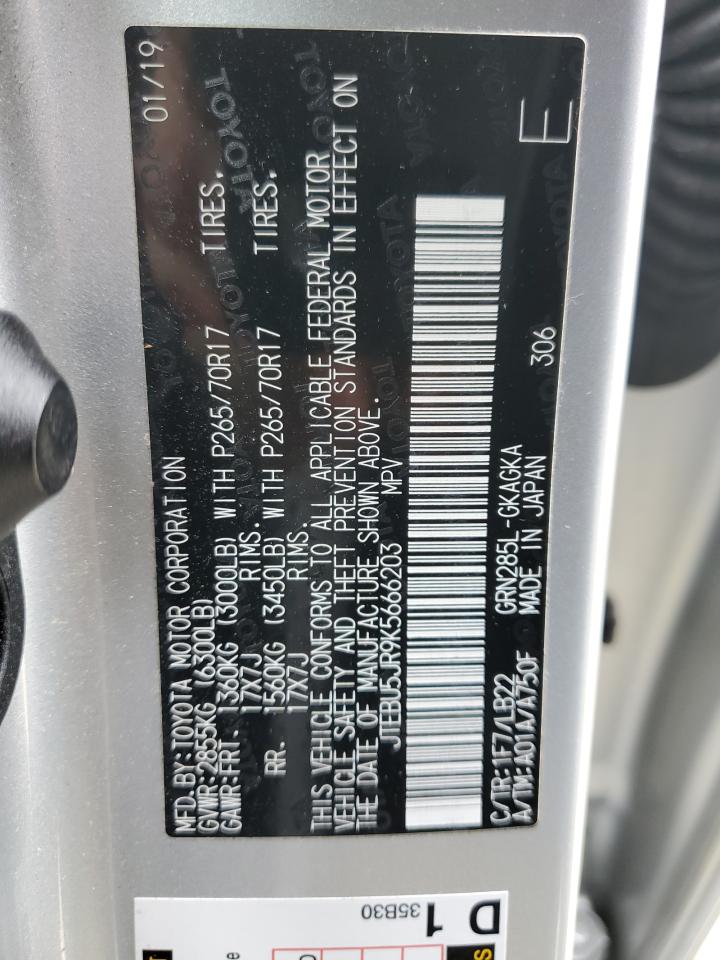 MFD.BY:TOYOTA MOTOR CORPORATION 01/19
GVWR:2855KG (6300LB)
GAWR:FRT. 1360KG (3000LB) WITH P265/70R17 TIRES.
17X7J RIMS.
RR. 1560KG (3450LB) WITH P265/70R17 TIRES.
17X7J RIMS.
THIS VEHICLE CONFORMS TO ALL APPLICABLE FEDERAL MOTOR
VEHICLE SAFETY AND THEFT PREVENTION STANDARDS IN EFFECT ON
THE DATE OF MANUFACTURE SHOWN ABOVE.
JTEBU5JR9K5666203 MPV
C/TR:1F7/LB22 GRN285L-GKAGKA 306 E
A/TM:A01A/A750F MADE IN JAPAN
D 1
35B30